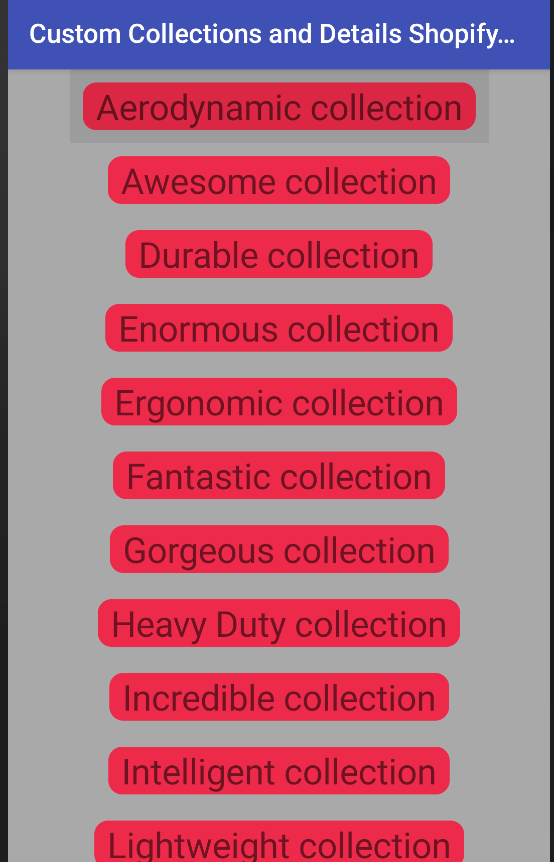 Custom Collections and Details Shopify...
Aerodynamic collection
Awesome collection
Durable collection
Enormous collection
Ergonomic collection
Fantastic collection
Gorgeous collection
Heavy Duty collection
Incredible collection
Intelligent collection
Lightweight collection